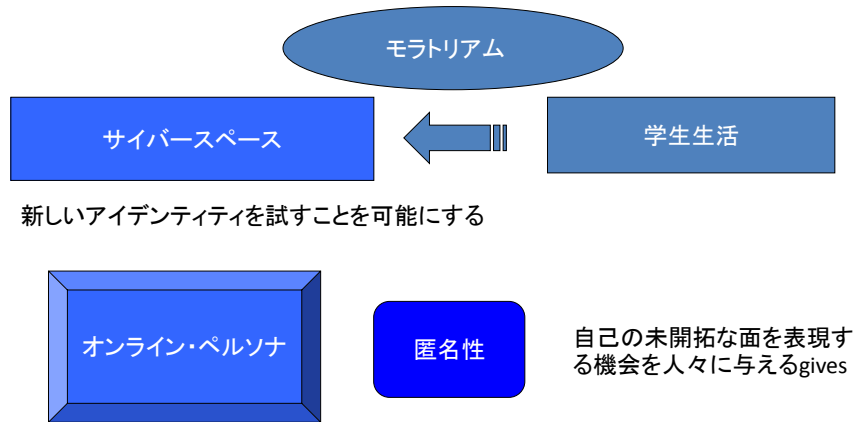 モラトリアム
サイバースペース
学生生活
新しいアイデンティティを試すことを可能にする
オンライン・ペルソナ
匿名性
自己の未開拓な面を表現す
る機会を人々に与えるgives